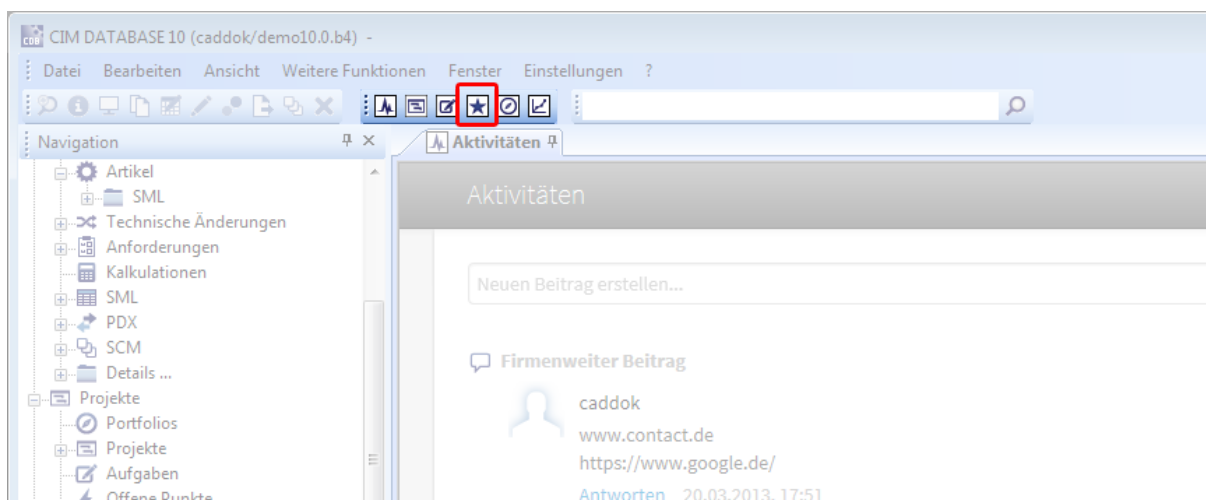 CIM DATABASE 10 (caddok/demo10.0.b4) -
Datei Bearbeiten Ansicht Weitere Funktionen Fenster Einstellungen ?
Navigation
Aktivitäten
Artikel
SML
Technische Änderungen
Anforderungen
Kalkulationen
SML
PDX
SCM
Details ...
Projekte
Portfolios
Projekte
Aufgaben
Offene Punkte
Aktivitäten
Neuen Beitrag erstellen...
Firmenweiter Beitrag
caddok
www.contact.de
https://www.google.de/
Antworten 20.03.2013, 17:51